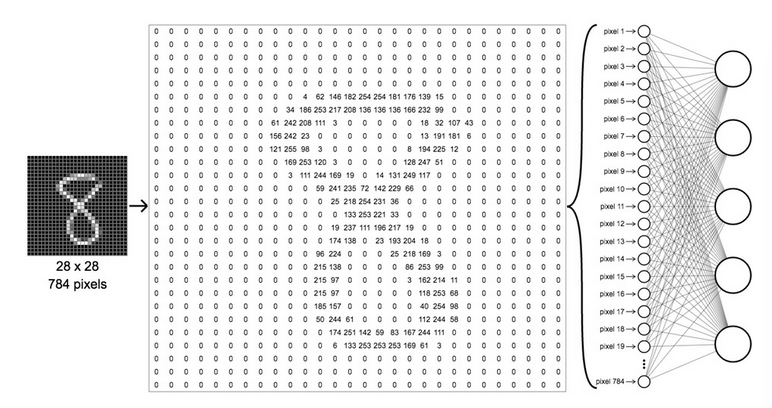 0 0 0 0 0 0 0 0 0 0 0 0 0 0 0 0 0 0 0 0 0 0 0 0 0 0 0 0
0 0 0 0 0 0 0 0 0 0 0 0 0 0 0 0 0 0 0 0 0 0 0 0 0 0 0 0
0 0 0 0 0 0 0 0 0 0 0 0 0 0 0 0 0 0 0 0 0 0 0 0 0 0 0 0
0 0 0 0 0 0 0 0 0 0 0 0 0 0 0 0 0 0 0 0 0 0 0 0 0 0 0 0
0 0 0 0 0 0 0 0 0 0 0 0 0 0 0 0 0 0 0 0 0 0 0 0 0 0 0 0
0 0 0 0 0 0 0 0 0 0 4 62 146 182 254 254 181 176 139 15 0 0 0 0 0 0 0 0
0 0 0 0 0 0 0 0 0 34 186 253 217 208 136 136 136 166 232 99 0 0 0 0 0 0 0 0
0 0 0 0 0 0 0 0 61 242 208 111 3 0 0 0 0 0 18 32 107 43 0 0 0 0 0 0
0 0 0 0 0 0 0 0 156 242 23 0 0 0 0 0 0 0 13 191 181 6 0 0 0 0 0 0
0 0 0 0 0 0 0 0 121 255 98 0 0 3 0 0 0 8 194 225 12 0 0 0 0 0 0 0
0 0 0 0 0 0 0 0 0 169 253 120 3 0 0 0 0 128 247 51 0 0 0 0 0 0 0 0
0 0 0 0 0 0 0 0 0 3 111 244 169 19 0 14 131 249 117 0 0 0 0 0 0 0 0 0
0 0 0 0 0 0 0 0 0 0 0 59 241 235 72 142 229 66 0 0 0 0 0 0 0 0 0 0
0 0 0 0 0 0 0 0 0 0 0 0 25 218 254 231 36 0 0 0 0 0 0 0 0 0 0 0
0 0 0 0 0 0 0 0 0 0 0 0 0 133 253 221 33 0 0 0 0 0 0 0 0 0 0 0
0 0 0 0 0 0 0 0 0 0 0 0 19 237 111 196 217 19 0 0 0 0 0 0 0 0 0 0
0 0 0 0 0 0 0 0 0 0 0 0 174 138 0 23 193 204 18 0 0 0 0 0 0 0 0 0
0 0 0 0 0 0 0 0 0 0 0 96 224 0 0 0 25 218 169 3 0 0 0 0 0 0 0 0
0 0 0 0 0 0 0 0 0 0 0 215 138 0 0 0 0 86 253 99 0 0 0 0 0 0 0 0
0 0 0 0 0 0 0 0 0 0 0 215 97 0 0 0 0 3 162 214 11 0 0 0 0 0 0 0
0 0 0 0 0 0 0 0 0 0 0 215 97 0 0 0 0 0 118 253 68 0 0 0 0 0 0 0
0 0 0 0 0 0 0 0 0 0 0 185 157 0 0 0 0 0 40 254 98 0 0 0 0 0 0 0
0 0 0 0 0 0 0 0 0 0 0 50 244 61 0 0 0 0 112 244 58 0 0 0 0 0 0 0
0 0 0 0 0 0 0 0 0 0 0 0 174 251 142 59 83 167 244 111 0 0 0 0 0 0 0 0
0 0 0 0 0 0 0 0 0 0 0 0 6 133 253 253 253 169 61 3 0 0 0 0 0 0 0 0
0 0 0 0 0 0 0 0 0 0 0 0 0 0 0 0 0 0 0 0 0 0 0 0 0 0 0 0
0 0 0 0 0 0 0 0 0 0 0 0 0 0 0 0 0 0 0 0 0 0 0 0 0 0 0 0
0 0 0 0 0 0 0 0 0 0 0 0 0 0 0 0 0 0 0 0 0 0 0 0 0 0 0 0
28 x 28
784 pixels
pixel 1
pixel 2
pixel 3
pixel 4
pixel 5
pixel 6
pixel 7
pixel 8
pixel 9
pixel 10
pixel 11
pixel 12
pixel 13
pixel 14
pixel 15
pixel 16
pixel 17
pixel 18
pixel 19
pixel 784